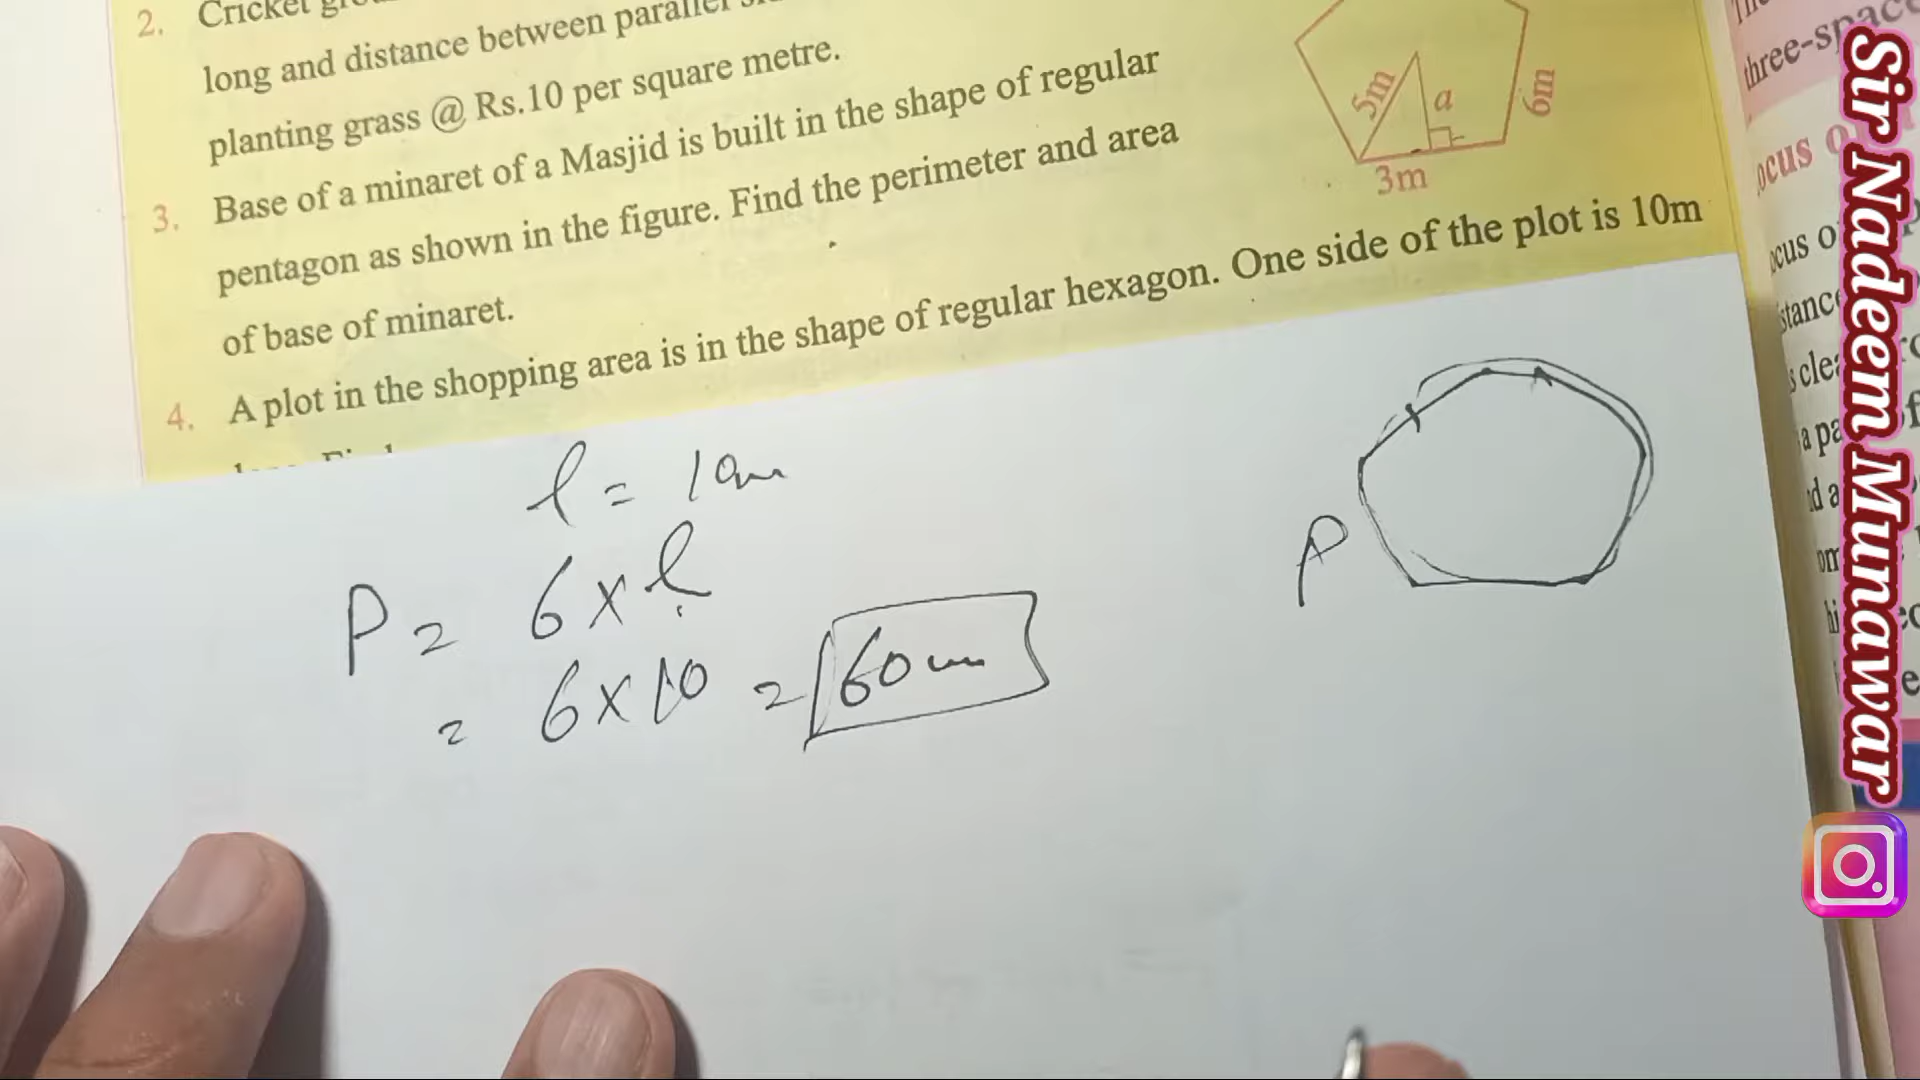 2. Cricket
long and distance between parallel
planting grass @ Rs.10 per square metre.
3. Base of a minaret of a Masjid is built in the shape of regular
pentagon as shown in the figure. Find the perimeter and area
of base of minaret.
5m
a
6m
3m
4. A plot in the shopping area is in the shape of regular hexagon. One side of the plot is 10m
l = 10m
P = 6 x l
= 6 x 10 = 60m
P
three-space
Sir Nadeem Munawar